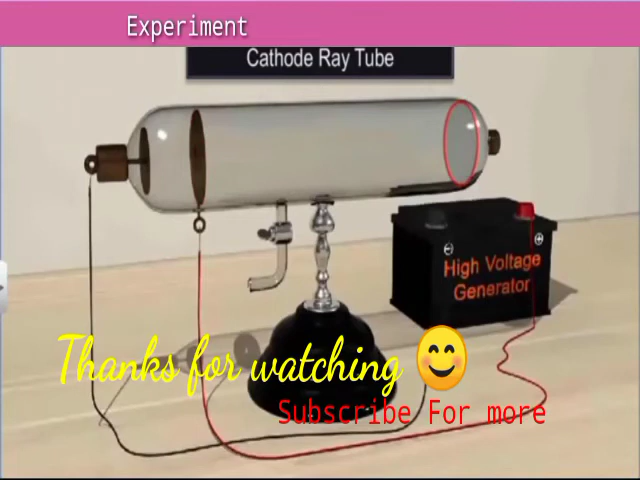 Experiment
Cathode Ray Tube
⊖ ⊕
High Voltage
Generator
Thanks for watching 😊
Subscribe For more